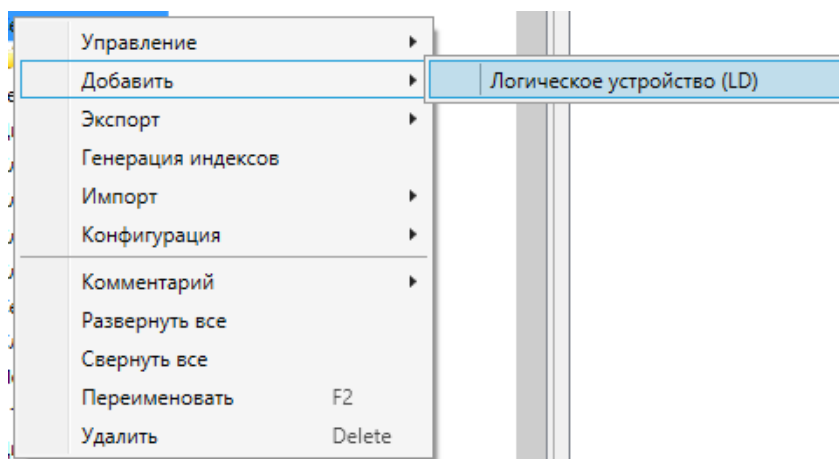 Управление
Добавить
Логическое устройство (LD)
Экспорт
Генерация индексов
Импорт
Конфигурация
Комментарий
Развернуть все
Свернуть все
Переименовать F2
Удалить Delete